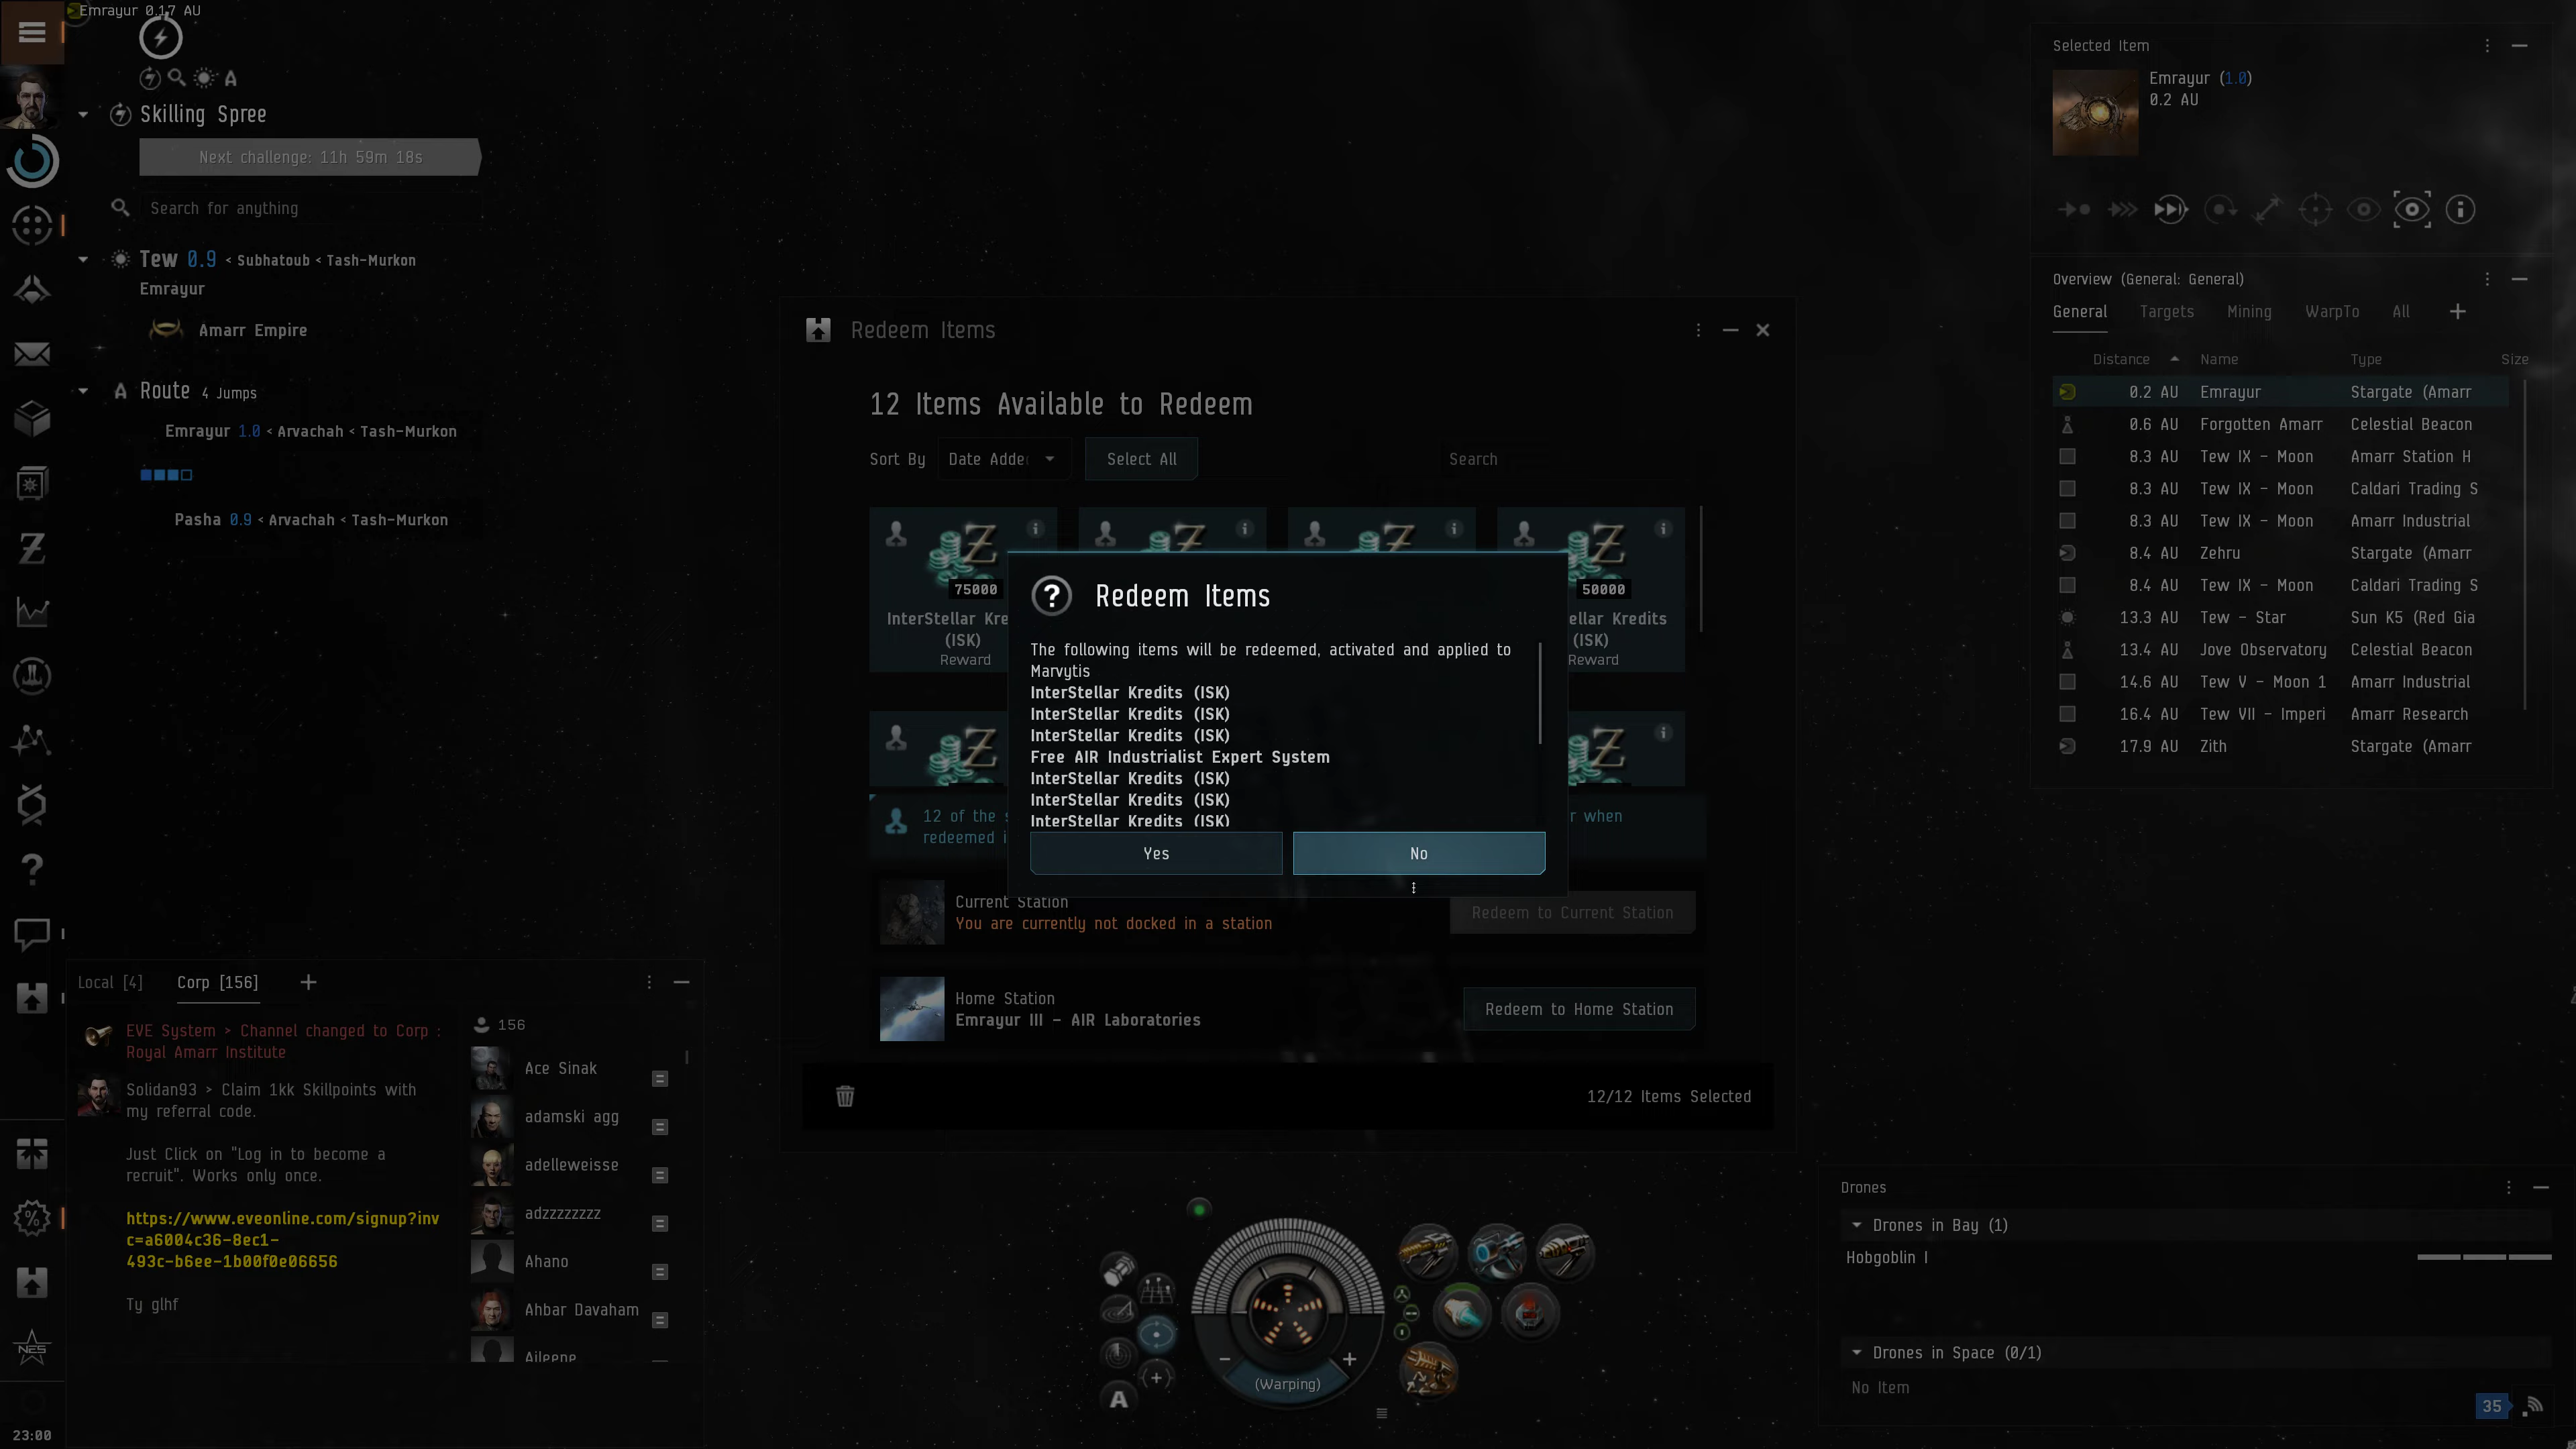 Emrayur 0.17 AU
Skilling Spree
Next challenge: 11h 59m 18s
Search for anything
Tew 0.9 < Subhatoub < Tash-Murkon
Emrayur
Amarr Empire
Route 4 Jumps
Emrayur 1.0 < Arvachah < Tash-Murkon
Pasha 0.9 < Arvachah < Tash-Murkon
Redeem Items
12 Items Available to Redeem
Sort By Date Adde
Select All
Search
75000
50000
InterStellar Kre
(ISK)
Reward
ellar Kredits
(ISK)
Reward
12 of the s
redeemed i
r when
Redeem Items
The following items will be redeemed, activated and applied to
Marvytis
InterStellar Kredits (ISK)
InterStellar Kredits (ISK)
InterStellar Kredits (ISK)
Free AIR Industrialist Expert System
InterStellar Kredits (ISK)
InterStellar Kredits (ISK)
InterStellar Kredits (ISK)
Yes
No
Current Station
You are currently not docked in a station
Redeem to Current Station
Home Station
Emrayur III - AIR Laboratories
Redeem to Home Station
12/12 Items Selected
Selected Item
Emrayur (1.0)
0.2 AU
Overview (General: General)
General Targets Mining WarpTo All +
Distance Name Type Size
0.2 AU Emrayur Stargate (Amarr
0.6 AU Forgotten Amarr Celestial Beacon
8.3 AU Tew IX - Moon Amarr Station H
8.3 AU Tew IX - Moon Caldari Trading S
8.3 AU Tew IX - Moon Amarr Industrial
8.4 AU Zehru Stargate (Amarr
8.4 AU Tew IX - Moon Caldari Trading S
13.3 AU Tew - Star Sun K5 (Red Gia
13.4 AU Jove Observatory Celestial Beacon
14.6 AU Tew V - Moon 1 Amarr Industrial
16.4 AU Tew VII - Imperi Amarr Research
17.9 AU Zith Stargate (Amarr
Local [4] Corp [156] +
EVE System > Channel changed to Corp :
Royal Amarr Institute
Solidan93 > Claim 1kk Skillpoints with
my referral code.
Just Click on "Log in to become a
recruit". Works only once.
https://www.eveonline.com/signup?inv
c=a6004c36-8ec1-
493c-b6ee-1b00f0e06656
Ty glhf
156
Ace Sinak
adamski agg
adelleweisse
adzzzzzzzz
Ahano
Ahbar Davaham
Aileene
(Warping)
A
Drones
Drones in Bay (1)
Hobgoblin I
Drones in Space (0/1)
No Item
35
NES
23:00